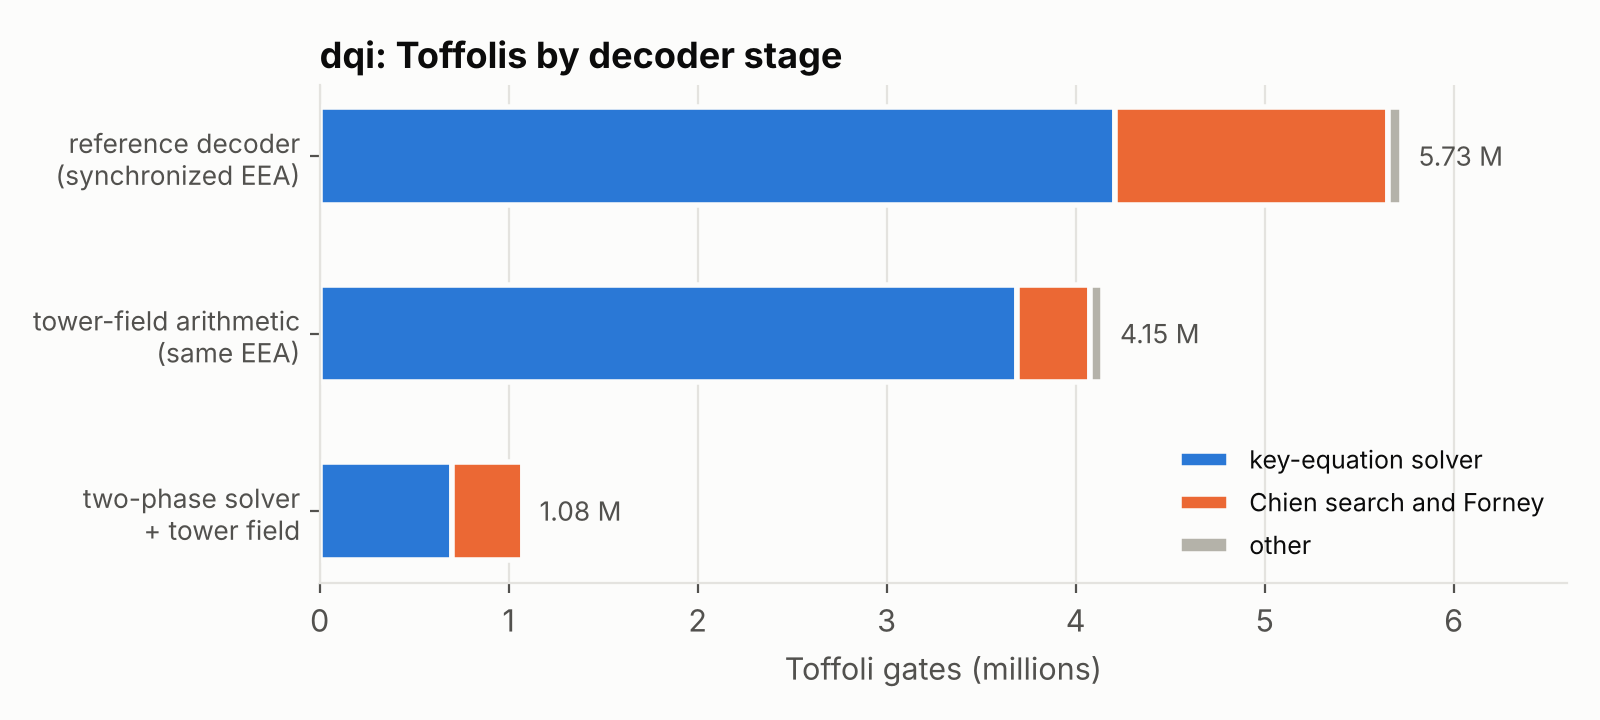 dqi: Toffolis by decoder stage
reference decoder
(synchronized EEA)
5.73 M
tower-field arithmetic
(same EEA)
4.15 M
two-phase solver
+ tower field
1.08 M
key-equation solver
Chien search and Forney
other
0 1 2 3 4 5 6
Toffoli gates (millions)